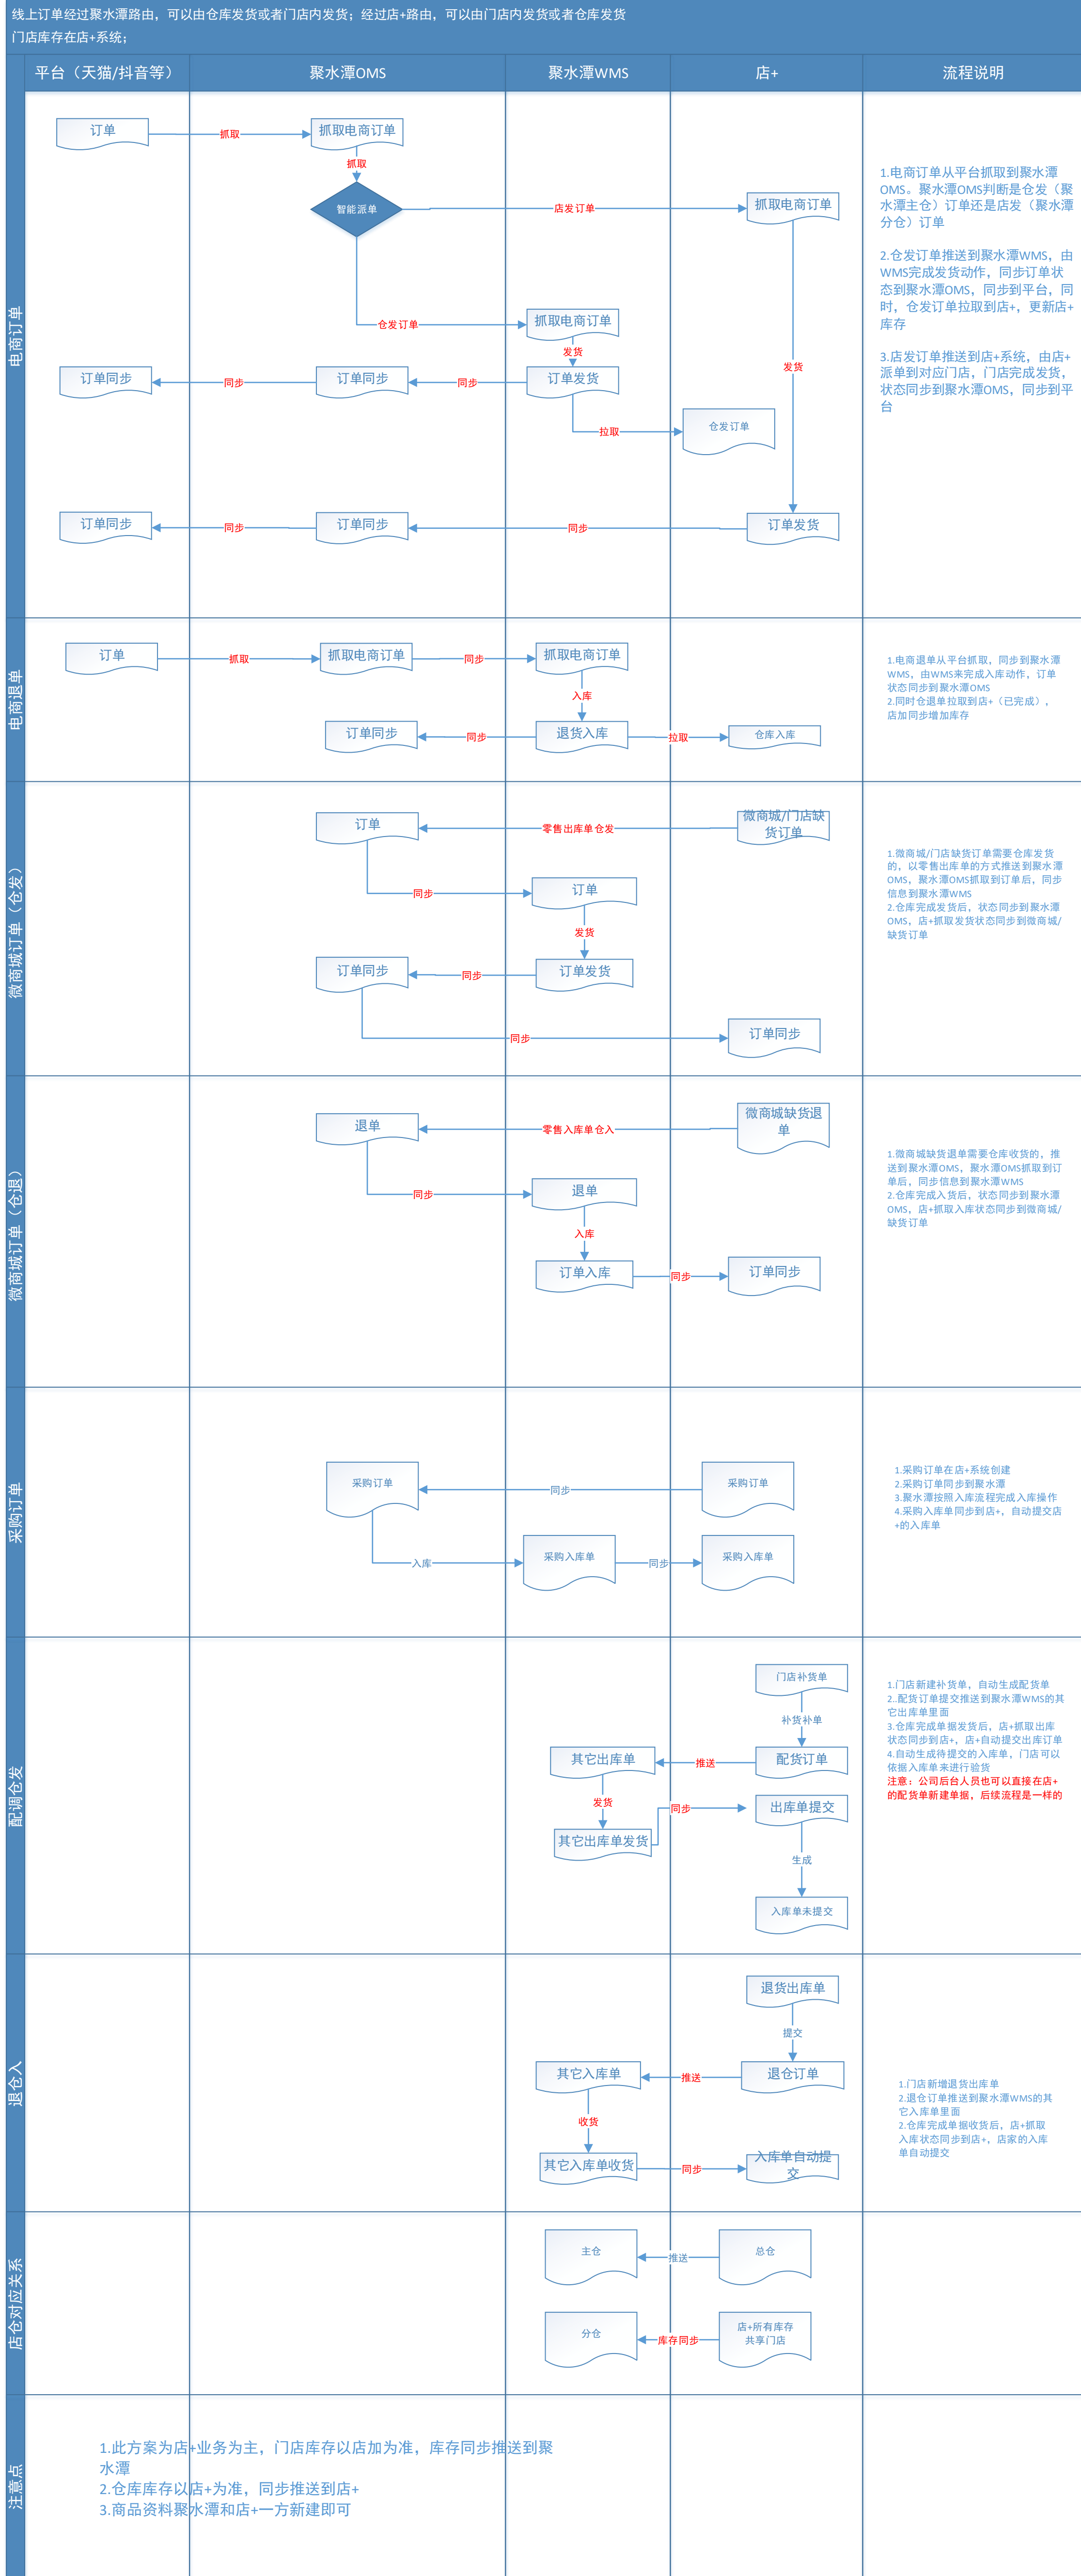 线上订单经过聚水潭路由，可以由仓库发货或者门店内发货；经过店+路由，可以由门店内发货或者仓库发货
门店库存在店+系统；
平台（天猫/抖音等）
聚水潭OMS
聚水潭WMS
店+
流程说明
电商订单
订单
抓取
抓取电商订单
抓取
智能派单
店发订单
抓取电商订单
仓发订单
抓取电商订单
发货
发货
订单同步
同步
订单同步
同步
订单发货
拉取
仓发订单
订单同步
同步
订单同步
同步
订单发货
1.电商订单从平台抓取到聚水潭
OMS。聚水潭OMS判断是仓发（聚
水潭主仓）订单还是店发（聚水潭
分仓）订单
2.仓发订单推送到聚水潭WMS，由
WMS完成发货动作，同步订单状
态到聚水潭OMS，同步到平台，同
时，仓发订单拉取到店+，更新店+
库存
3.店发订单推送到店+系统，由店+
派单到对应门店，门店完成发货，
状态同步到聚水潭OMS，同步到平
台
电商退单
订单
抓取
抓取电商订单
同步
抓取电商订单
入库
订单同步
同步
退货入库
拉取
仓库入库
1.电商退单从平台抓取，同步到聚水潭
WMS，由WMS来完成入库动作，订单
状态同步到聚水潭OMS
2.同时仓退单拉取到店+（已完成），
店加同步增加库存
微商城订单（仓发）
订单
零售出库单仓发
微商城/门店缺
货订单
同步
订单
发货
订单同步
同步
订单发货
同步
订单同步
1.微商城/门店缺货订单需要仓库发货
的，以零售出库单的方式推送到聚水潭
OMS，聚水潭OMS抓取到订单后，同步
信息到聚水潭WMS
2.仓库完成发货后，状态同步到聚水潭
OMS，店+抓取发货状态同步到微商城/
缺货订单
微商城订单（仓退）
退单
零售入库单仓入
微商城缺货退
单
同步
退单
入库
订单入库
同步
订单同步
1.微商城缺货退单需要仓库收货的，推
送到聚水潭OMS，聚水潭OMS抓取到订
单后，同步信息到聚水潭WMS
2.仓库完成入货后，状态同步到聚水潭
OMS，店+抓取入库状态同步到微商城/
缺货订单
采购订单
采购订单
同步
采购订单
入库
采购入库单
同步
采购入库单
1.采购订单在店+系统创建
2.采购订单同步到聚水潭
3.聚水潭按照入库流程完成入库操作
4.采购入库单同步到店+，自动提交店
+的入库单
配调仓发
门店补货单
补货补单
其它出库单
推送
配货订单
发货
同步
出库单提交
其它出库单发货
生成
入库单未提交
1.门店新建补货单，自动生成配货单
2..配货订单提交推送到聚水潭WMS的其
它出库单里面
3.仓库完成单据发货后，店+抓取出库
状态同步到店+，店+自动提交出库订单
4.自动生成待提交的入库单，门店可以
依据入库单来进行验货
注意：公司后台人员也可以直接在店+
的配货单新建单据，后续流程是一样的
退仓入
退货出库单
提交
其它入库单
推送
退仓订单
收货
其它入库单收货
同步
入库单自动提
交
1.门店新增退货出库单
2.退仓订单推送到聚水潭WMS的其
它入库单里面
2.仓库完成单据收货后，店+抓取
入库状态同步到店+，店家的入库
单自动提交
店仓对应关系
主仓
推送
总仓
分仓
库存同步
店+所有库存
共享门店
注意点
1.此方案为店+业务为主，门店库存以店加为准，库存同步推送到聚
水潭
2.仓库库存以店+为准，同步推送到店+
3.商品资料聚水潭和店+一方新建即可